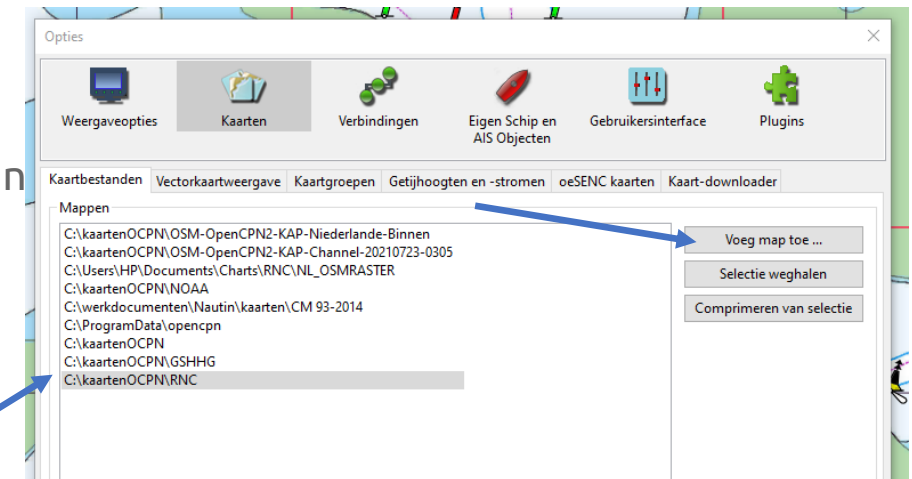 Opties
Weergaveopties
Kaarten
Verbindingen
Eigen Schip en
AIS Objecten
Gebruikersinterface
Plugins
n
Kaartbestanden
Vectorkaartweergave
Kaartgroepen
Getijhoogten en -stromen
oeSENC kaarten
Kaart-downloader
Mappen
C:\kaartenOCPN\OSM-OpenCPN2-KAP-Niederlande-Binnen
C:\kaartenOCPN\OSM-OpenCPN2-KAP-Channel-20210723-0305
C:\Users\HP\Documents\Charts\RNC\NL_OSMRASTER
C:\kaartenOCPN\NOAA
C:\werkdocumenten\Nautin\kaarten\CM 93-2014
C:\ProgramData\opencpn
C:\kaartenOCPN
C:\kaartenOCPN\GSHHG
C:\kaartenOCPN\RNC
Voeg map toe ...
Selectie weghalen
Comprimeren van selectie